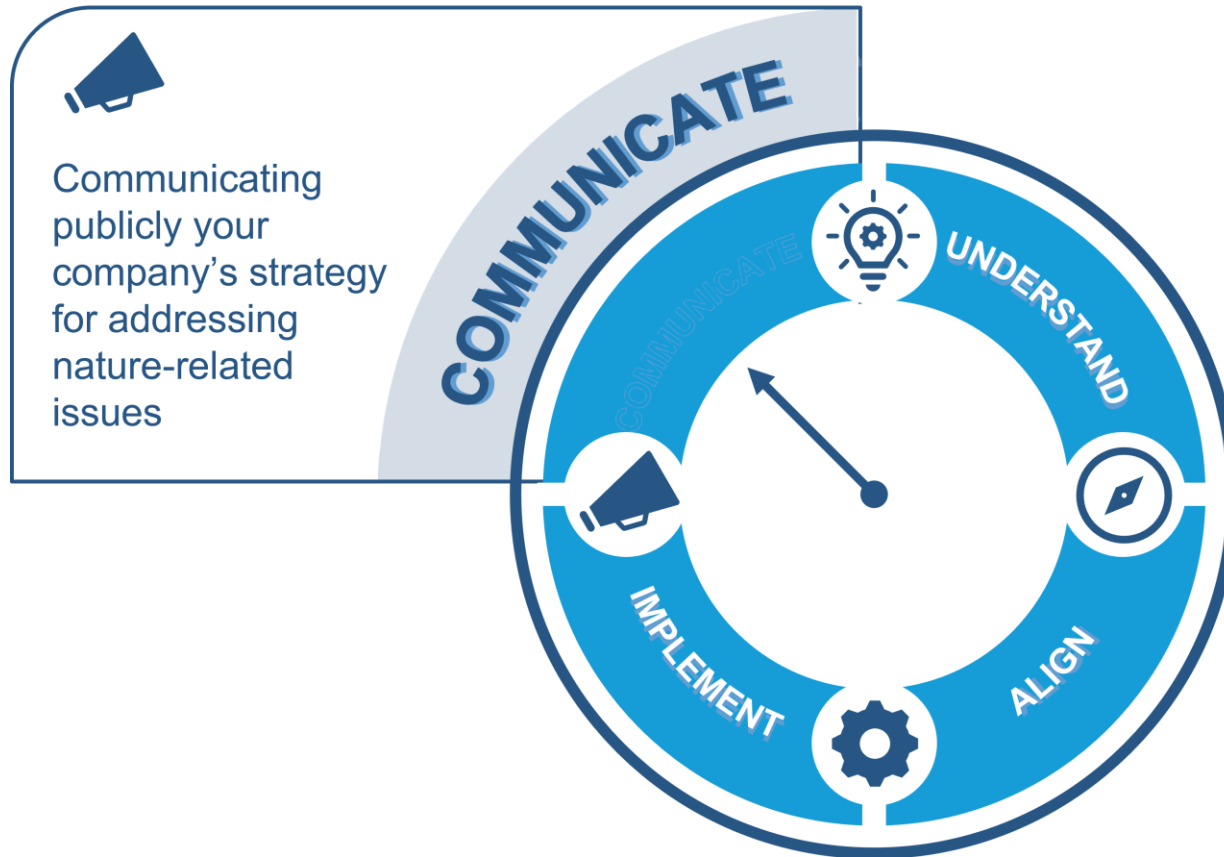 Communicating
publicly your
company’s strategy
for addressing
nature-related
issues
COMMUNICATE
COMMUNICATE
UNDERSTAND
ALIGN
IMPLEMENT